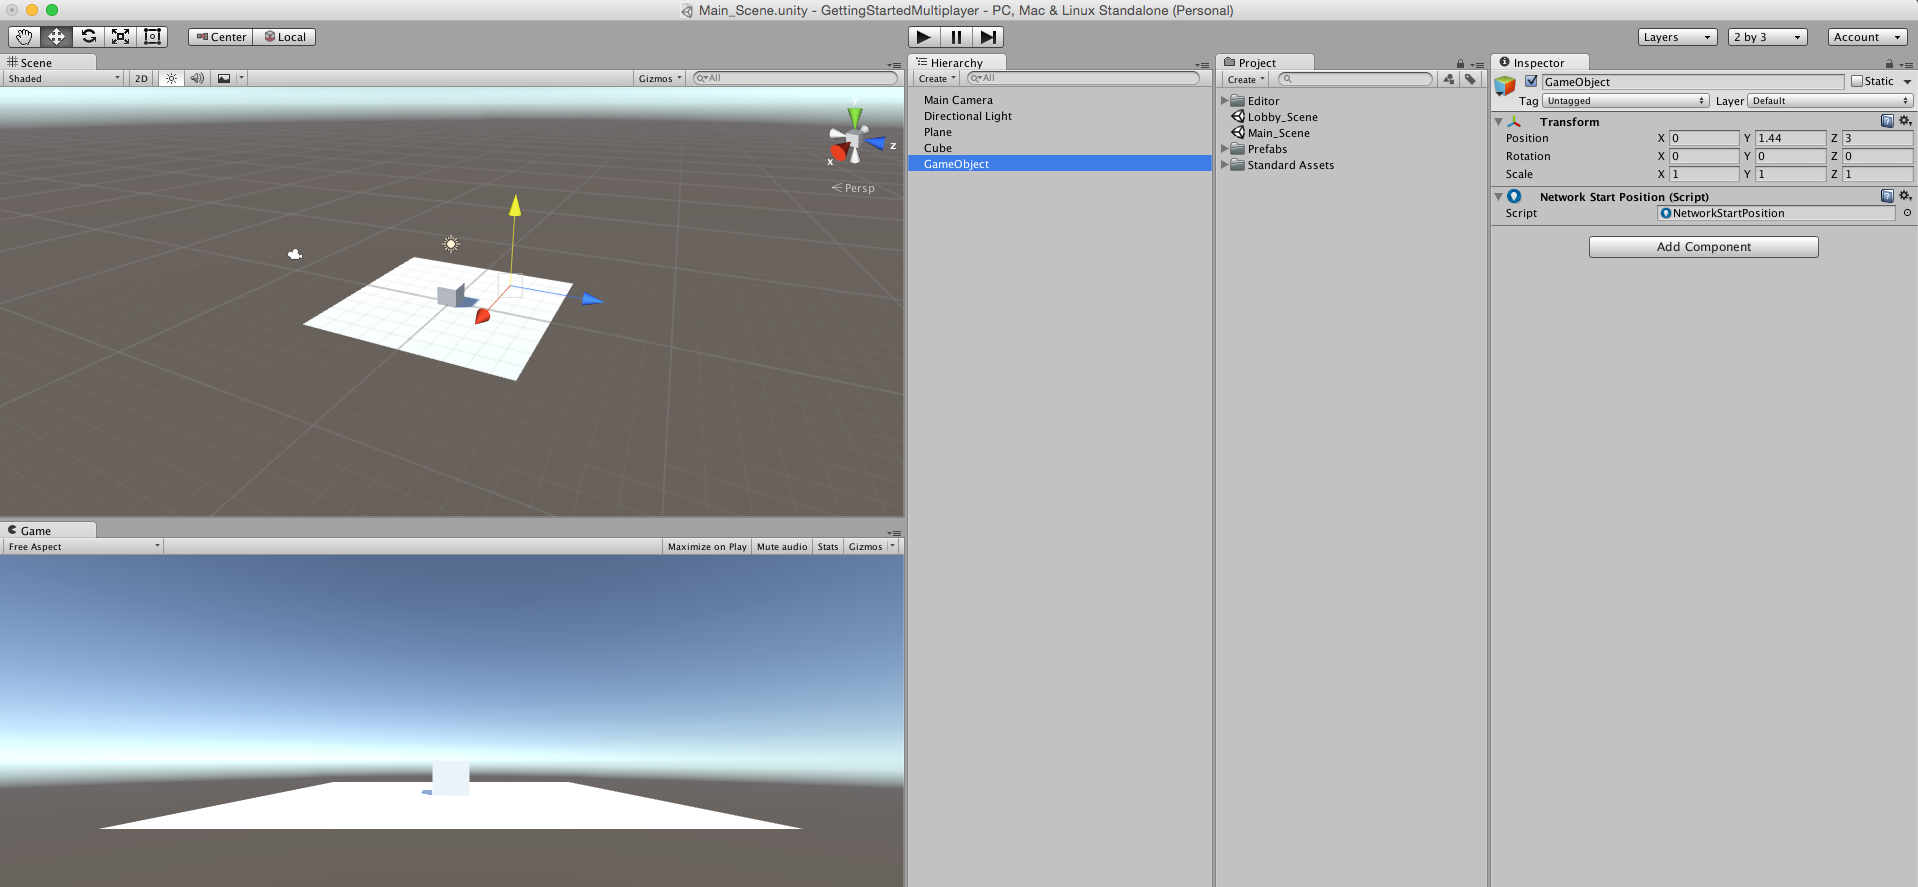 Main_Scene.unity - GettingStartedMultiplayer - PC, Mac & Linux Standalone (Personal)
Center Local
Layers 2 by 3 Account
Scene
Shaded 2D Gizmos All
y
z
x
Persp
Game
Free Aspect Maximize on Play Mute audio Stats Gizmos
Hierarchy
Create All
Main Camera
Directional Light
Plane
Cube
GameObject
Project
Create
Editor
Lobby_Scene
Main_Scene
Prefabs
Standard Assets
Inspector
GameObject Static
Tag Untagged Layer Default
Transform
Position X 0 Y 1.44 Z 3
Rotation X 0 Y 0 Z 0
Scale X 1 Y 1 Z 1
Network Start Position (Script)
Script NetworkStartPosition
Add Component